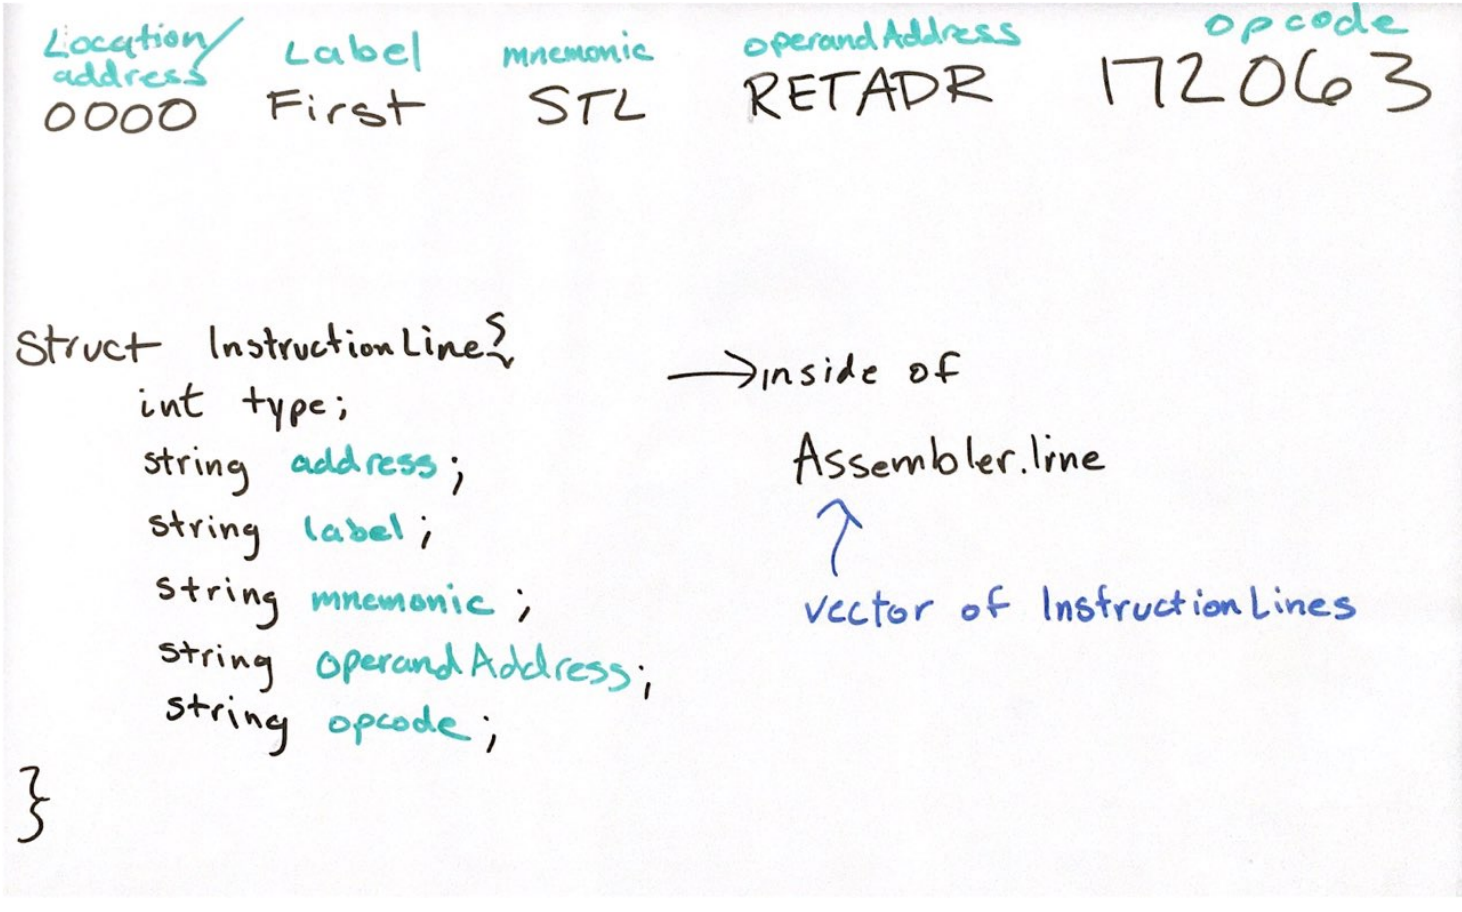 Location/ Label mnemonic operandAddress opcode
address
0000 First STL RETADR 172063
struct InstructionLine{
int type;
string address;
string label;
string mnemonic;
string operandAddress;
string opcode;
}
→inside of
Assembler.line
vector of InstructionLines